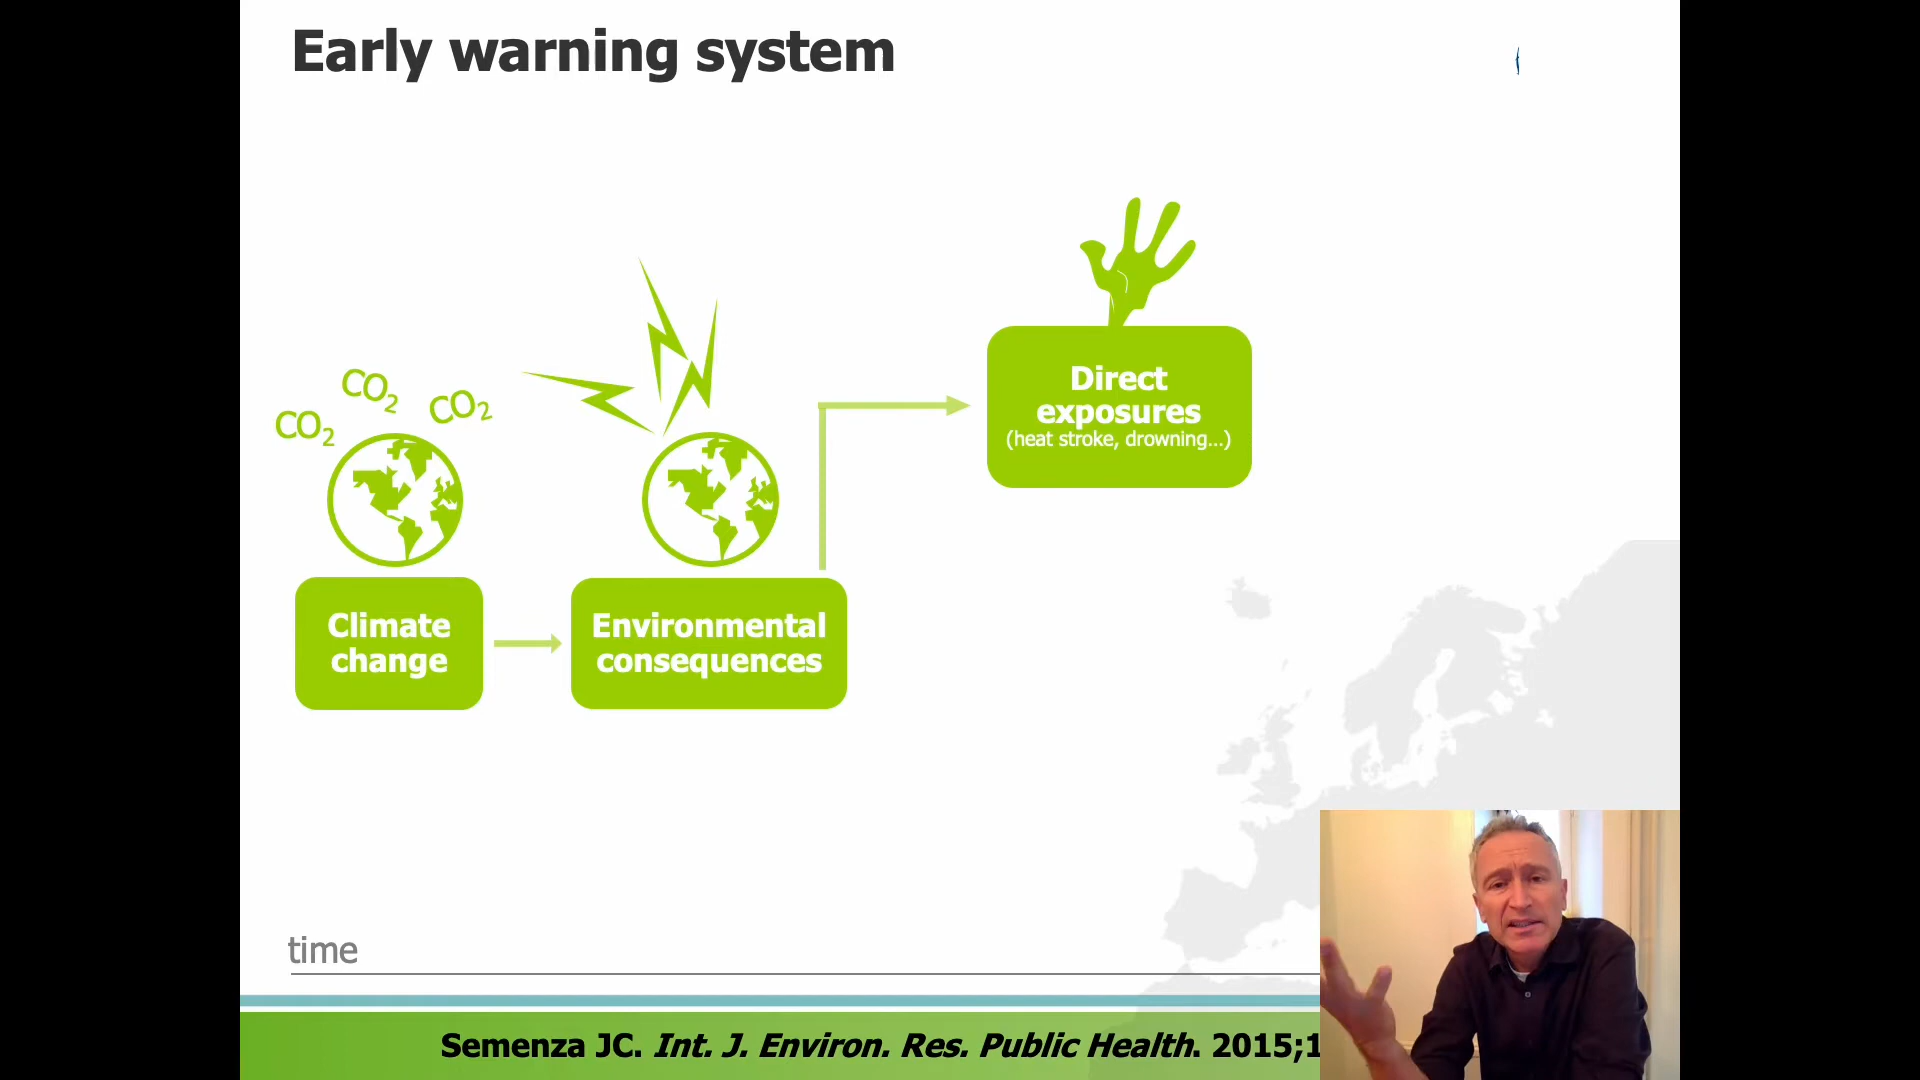 Early warning system
CO2
CO2
CO2
Direct
exposures
(heat stroke, drowning...)
Climate
change
Environmental
consequences
time
Semenza JC. Int. J. Environ. Res. Public Health. 2015;1